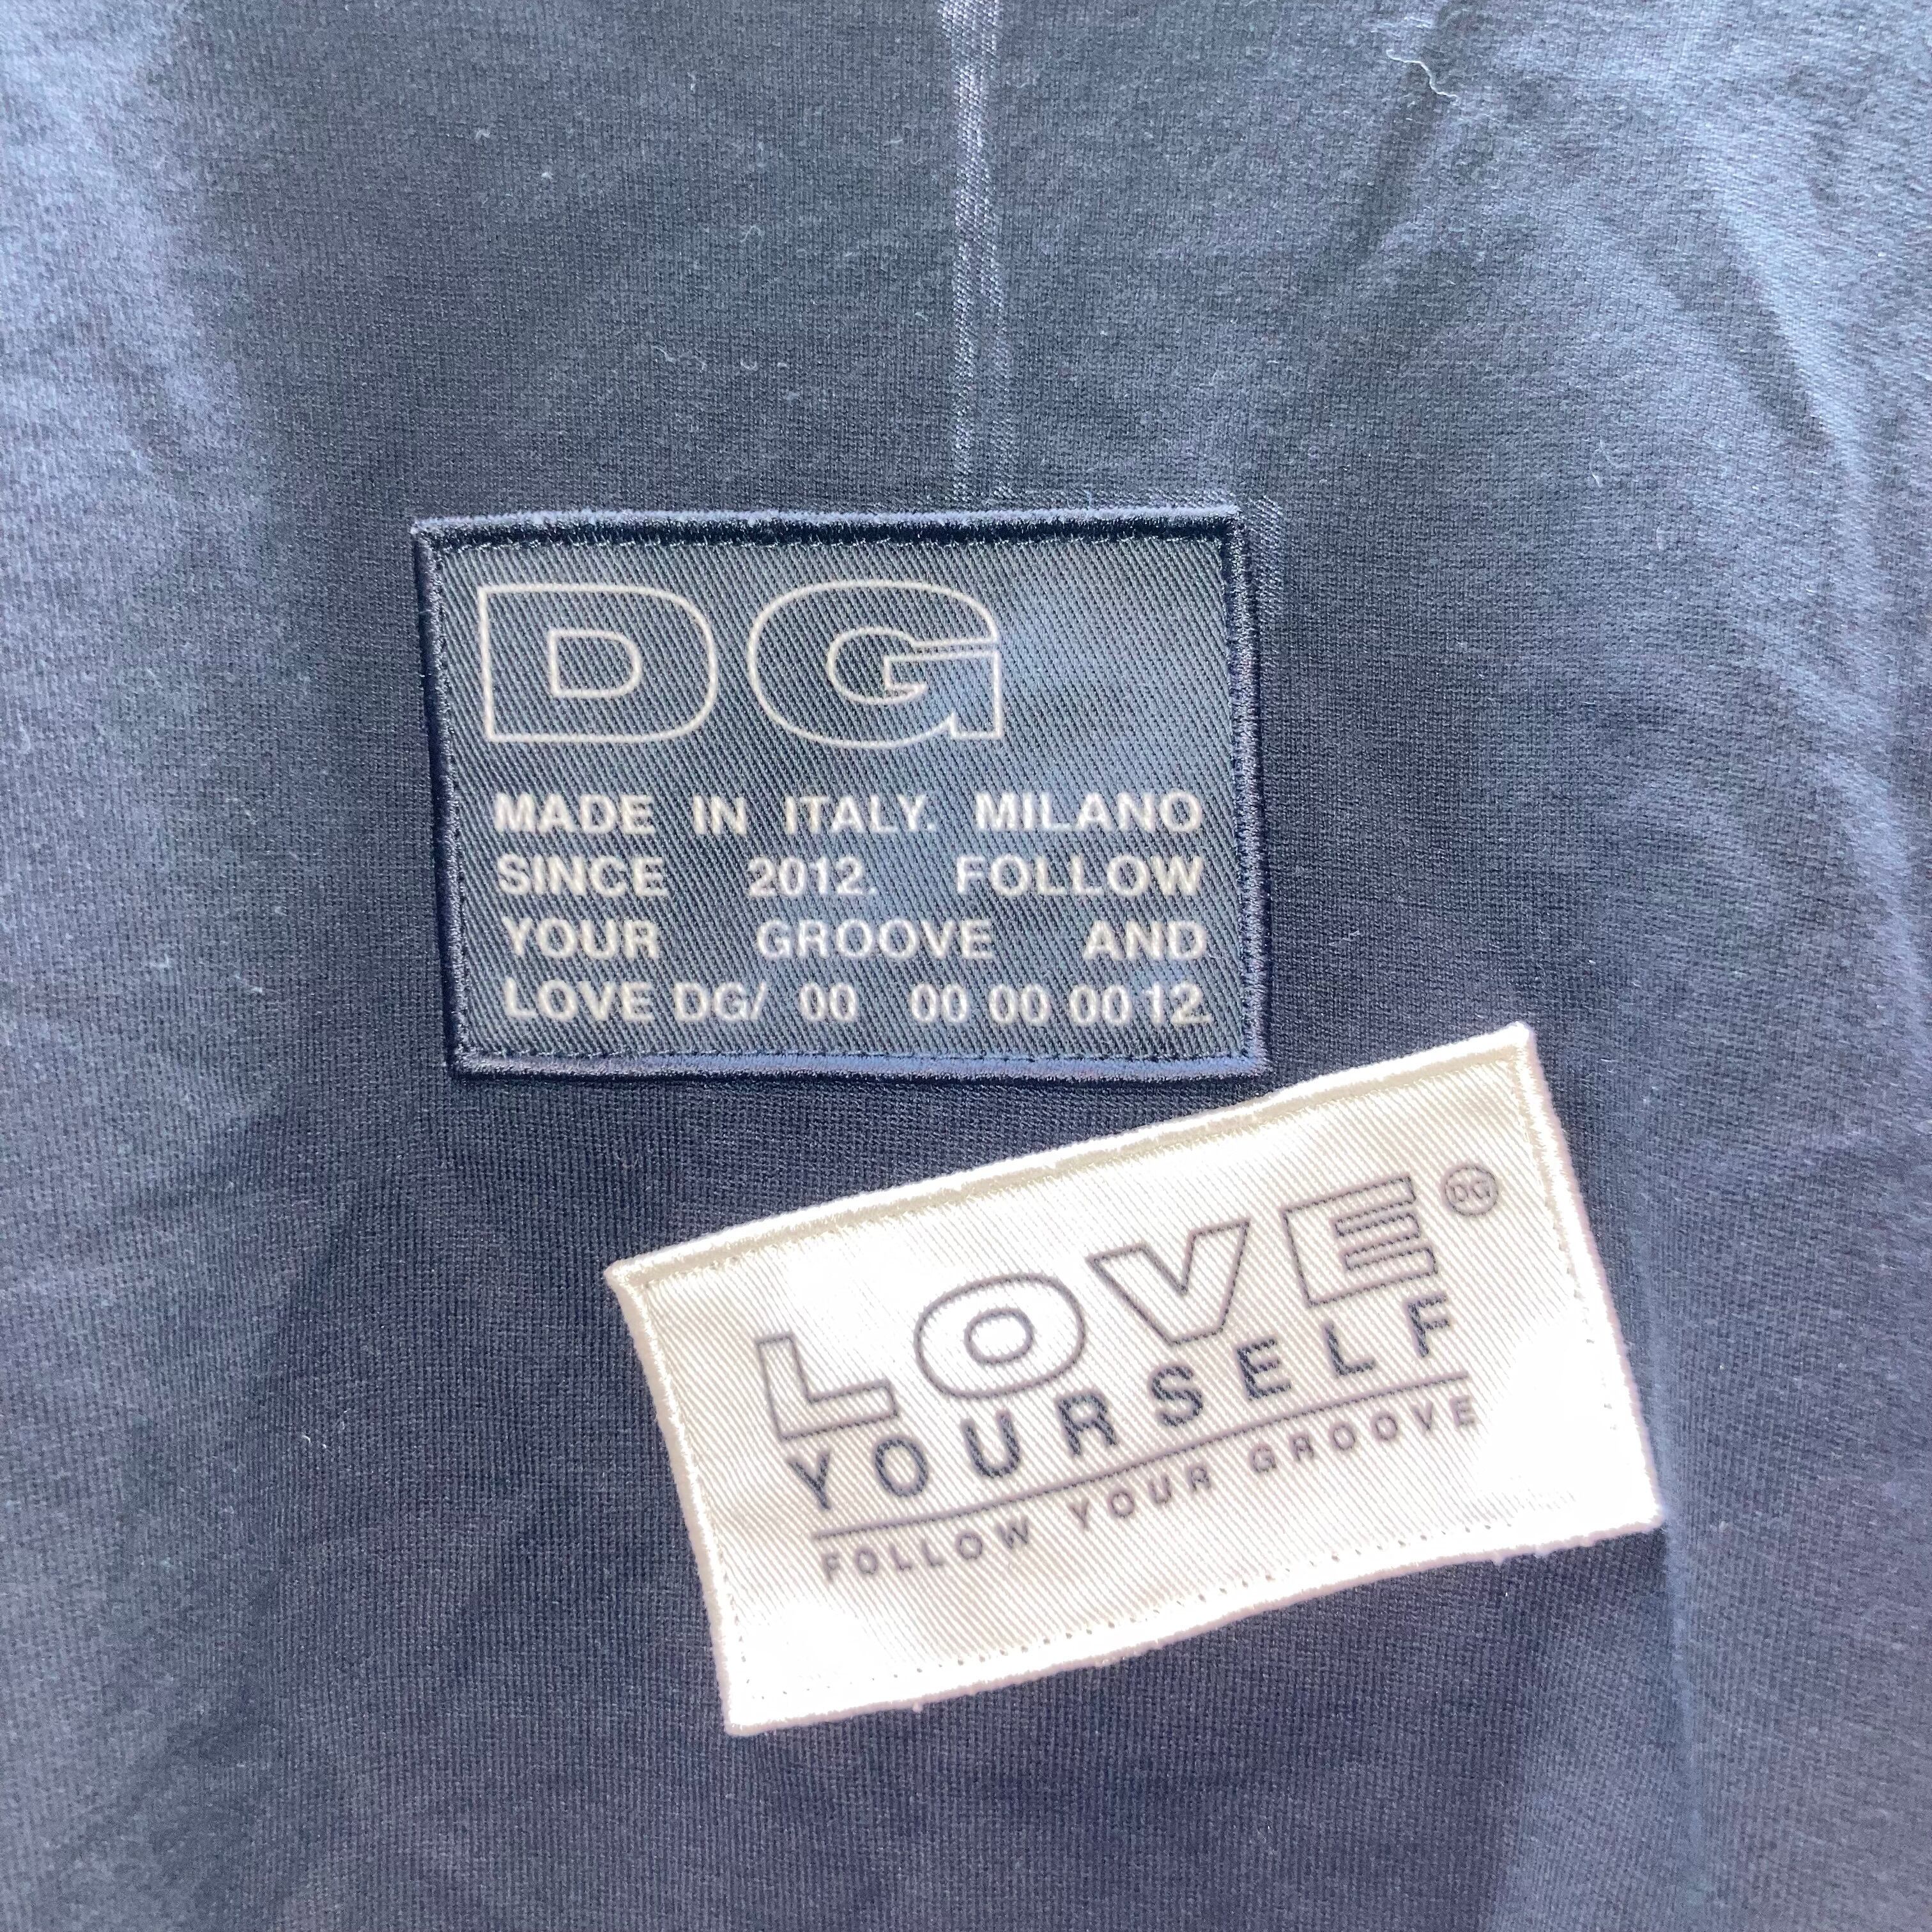 DG
MADE IN ITALY. MILANO
SINCE 2012. FOLLOW
YOUR GROOVE AND
LOVE DG/ 00 00 00 00 12.
LOVE DG
YOURSELF
FOLLOW YOUR GROOVE